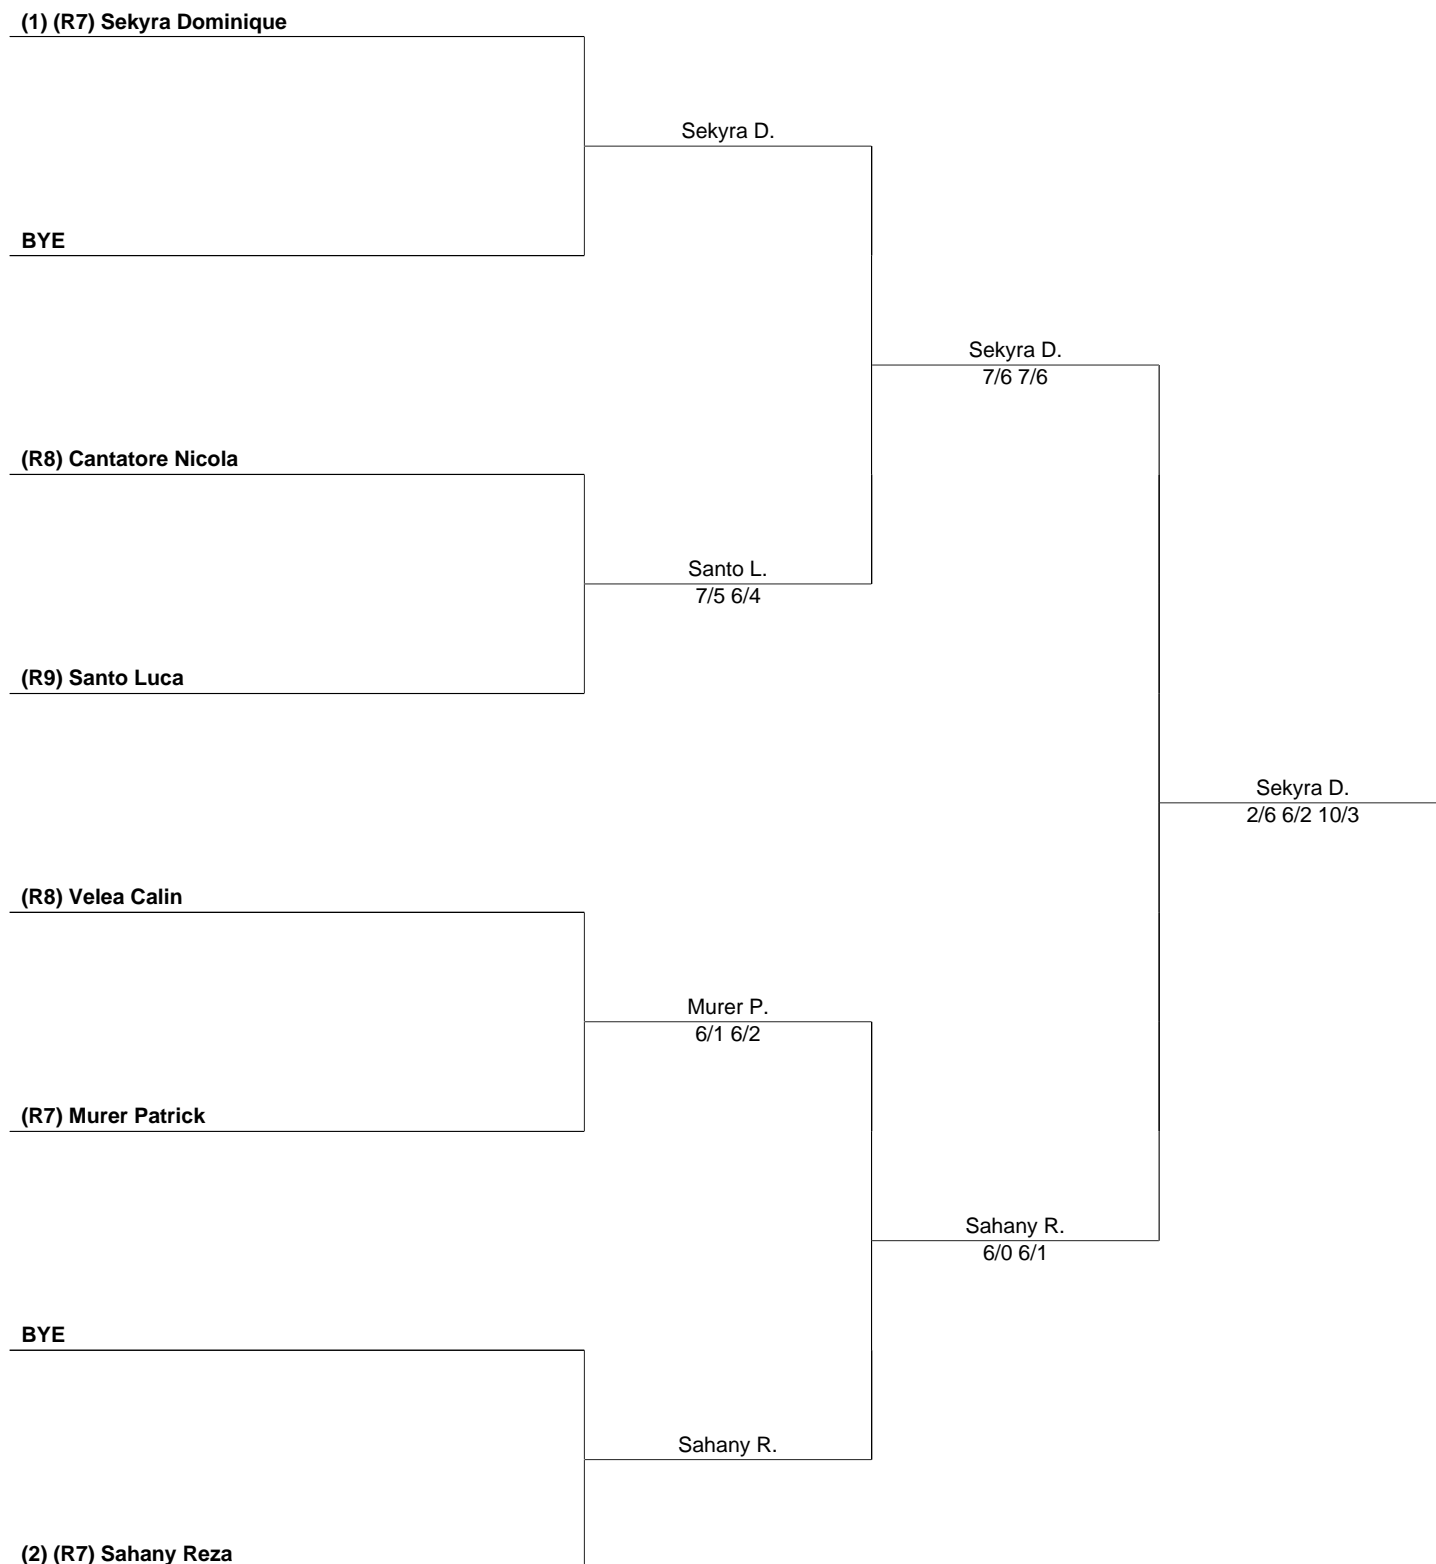 (1) (R7) Sekyra Dominique
Sekyra D.
BYE
Sekyra D.
7/6 7/6
(R8) Cantatore Nicola
Santo L.
7/5 6/4
(R9) Santo Luca
Sekyra D.
2/6 6/2 10/3
(R8) Velea Calin
Murer P.
6/1 6/2
(R7) Murer Patrick
Sahany R.
6/0 6/1
BYE
Sahany R.
(2) (R7) Sahany Reza